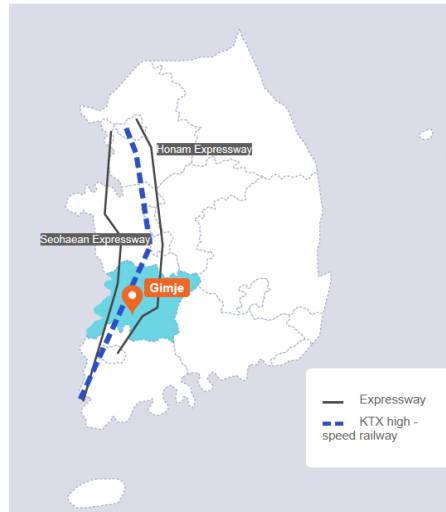 Honam Expressway
Seohaean Expressway
Gimje
Expressway
KTX high -
speed railway